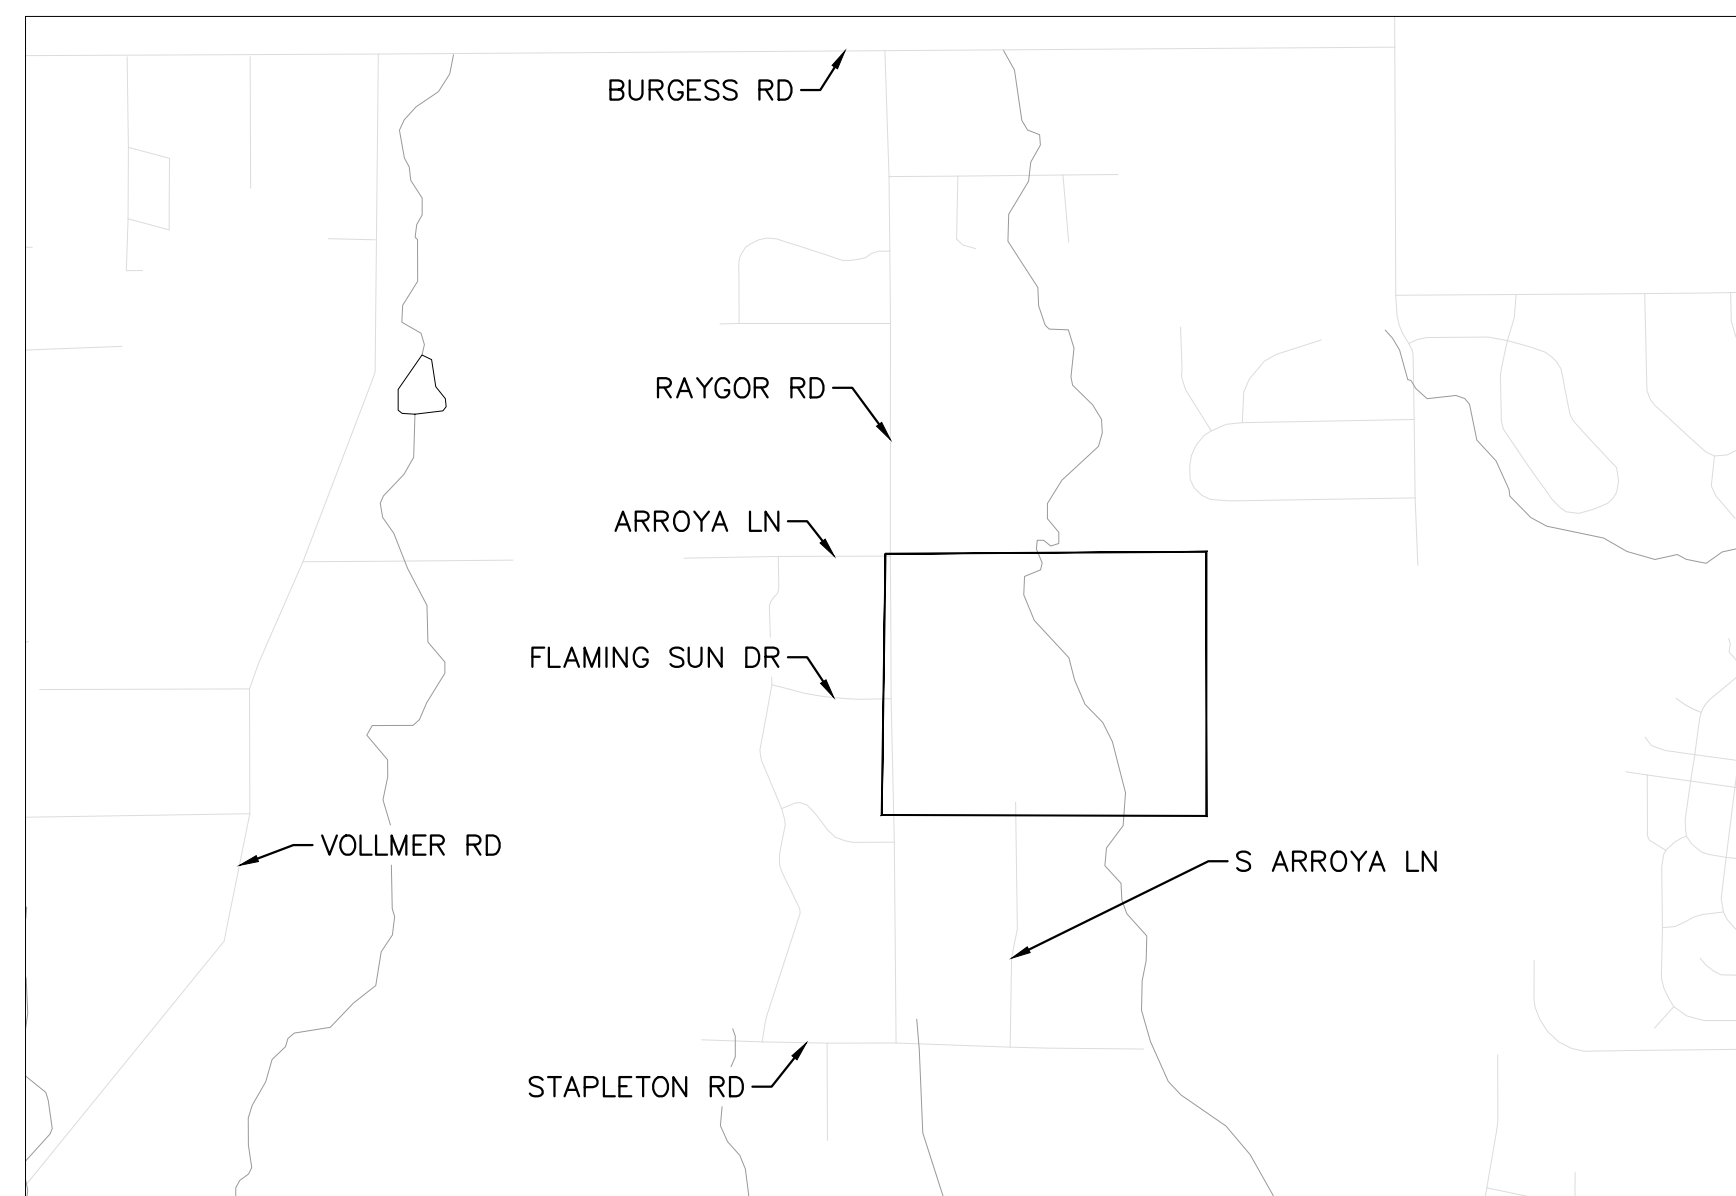 BURGESS RD
RAYGOR RD
ARROYA LN
FLAMING SUN DR
VOLLMER RD
S ARROYA LN
STAPLETON RD